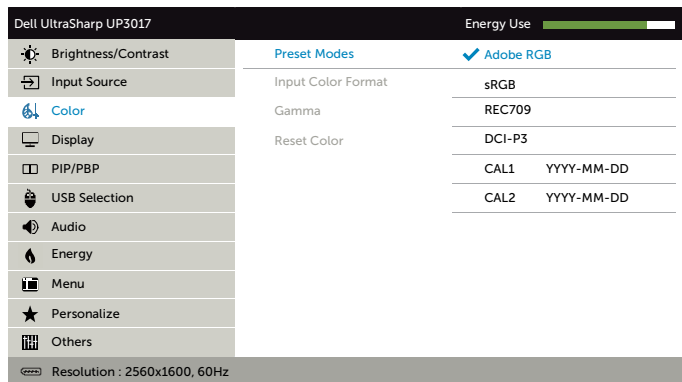 Dell UltraSharp UP3017 Energy Use
Brightness/Contrast Preset Modes Adobe RGB
Input Source Input Color Format sRGB
Color Gamma REC709
Display Reset Color DCI-P3
PIP/PBP CAL1 YYYY-MM-DD
USB Selection CAL2 YYYY-MM-DD
Audio
Energy
Menu
Personalize
Others
Resolution : 2560x1600, 60Hz